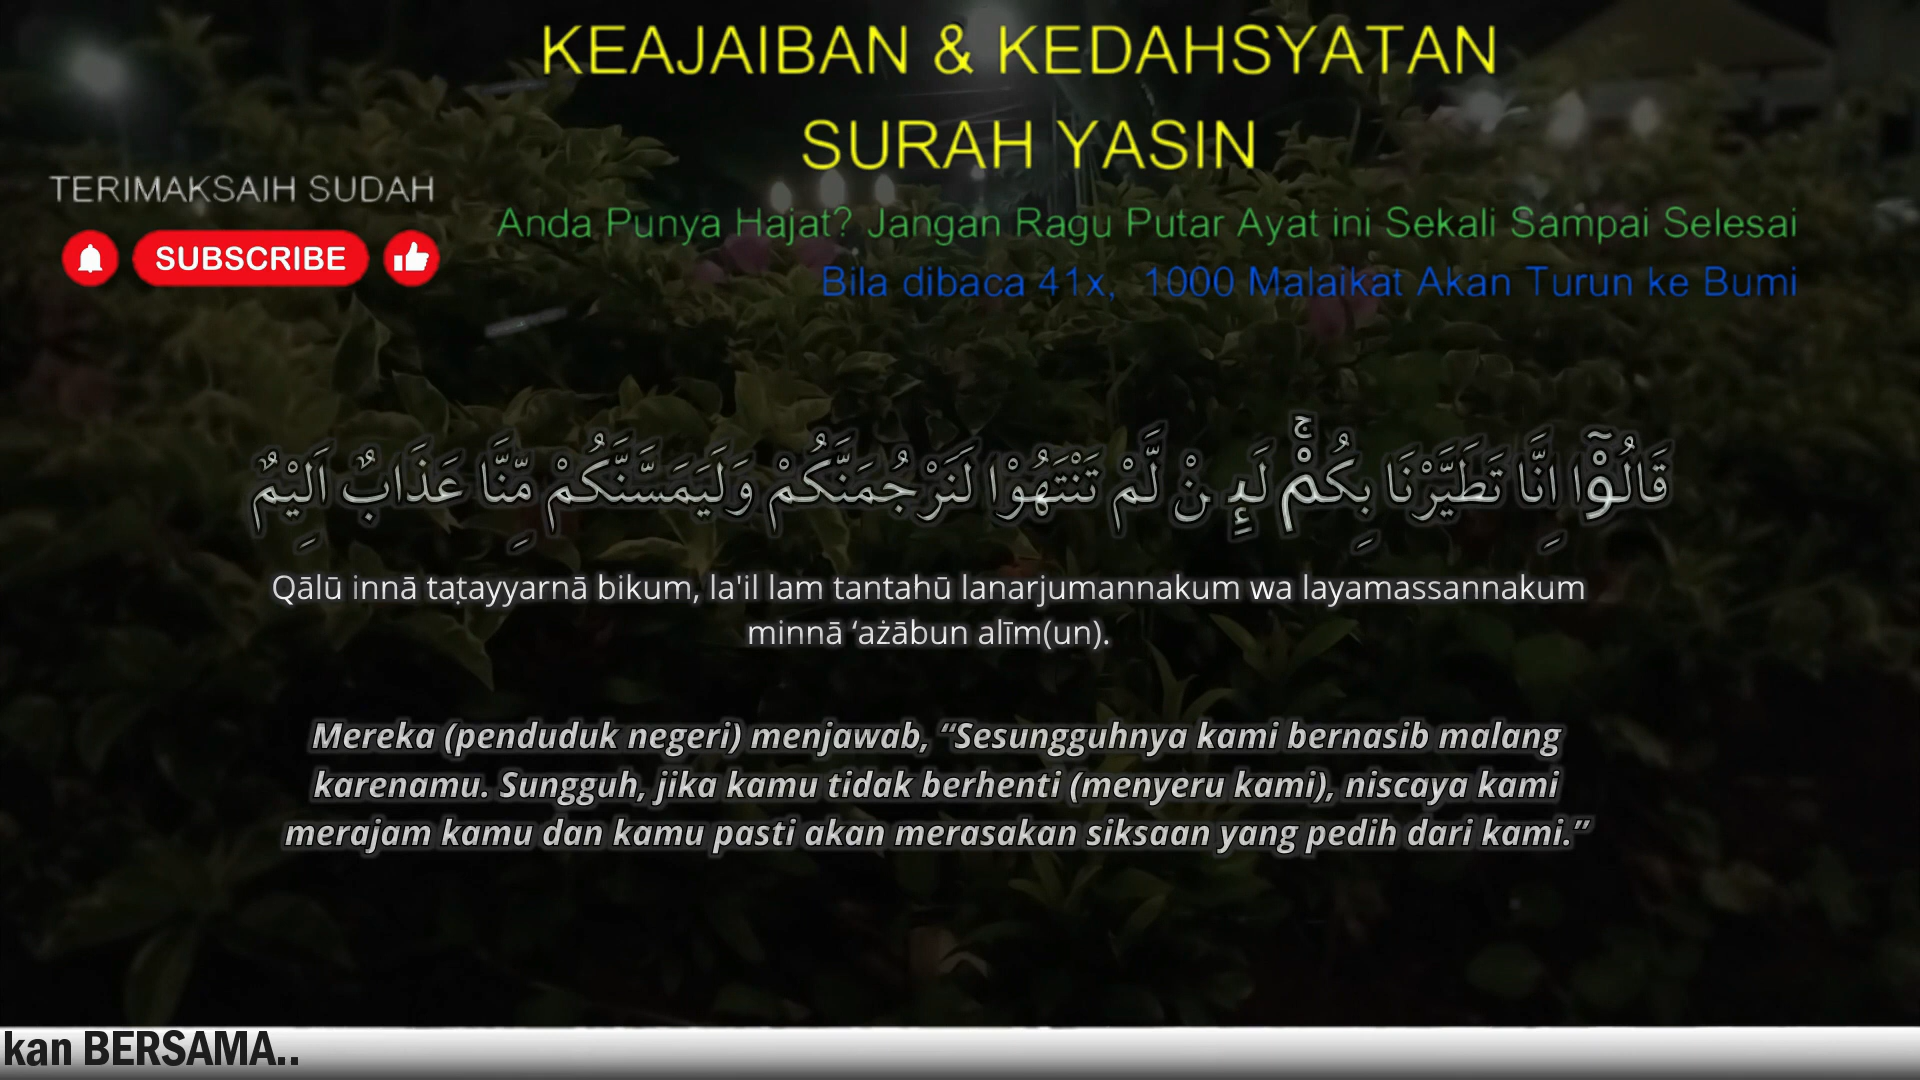 KEAJAIBAN & KEDAHSYATAN
SURAH YASIN
TERIMAKSAIH SUDAH
SUBSCRIBE
Anda Punya Hajat? Jangan Ragu Putar Ayat ini Sekali Sampai Selesai
Bila dibaca 41x, 1000 Malaikat Akan Turun ke Bumi
قَالُوْٓا اِنَّا تَطَيَّرْنَا بِكُمْۚ لَىِٕنْ لَّمْ تَنْتَهُوْا لَنَرْجُمَنَّكُمْ وَلَيَمَسَّنَّكُمْ مِّنَّا عَذَابٌ اَلِيْمٌ
Qālū innā taṭayyarnā bikum, la'il lam tantahū lanarjumannakum wa layamassannakum
minnā ‘ażābun alīm(un).
Mereka (penduduk negeri) menjawab, “Sesungguhnya kami bernasib malang
karenamu. Sungguh, jika kamu tidak berhenti (menyeru kami), niscaya kami
merajam kamu dan kamu pasti akan merasakan siksaan yang pedih dari kami.”
kan BERSAMA..